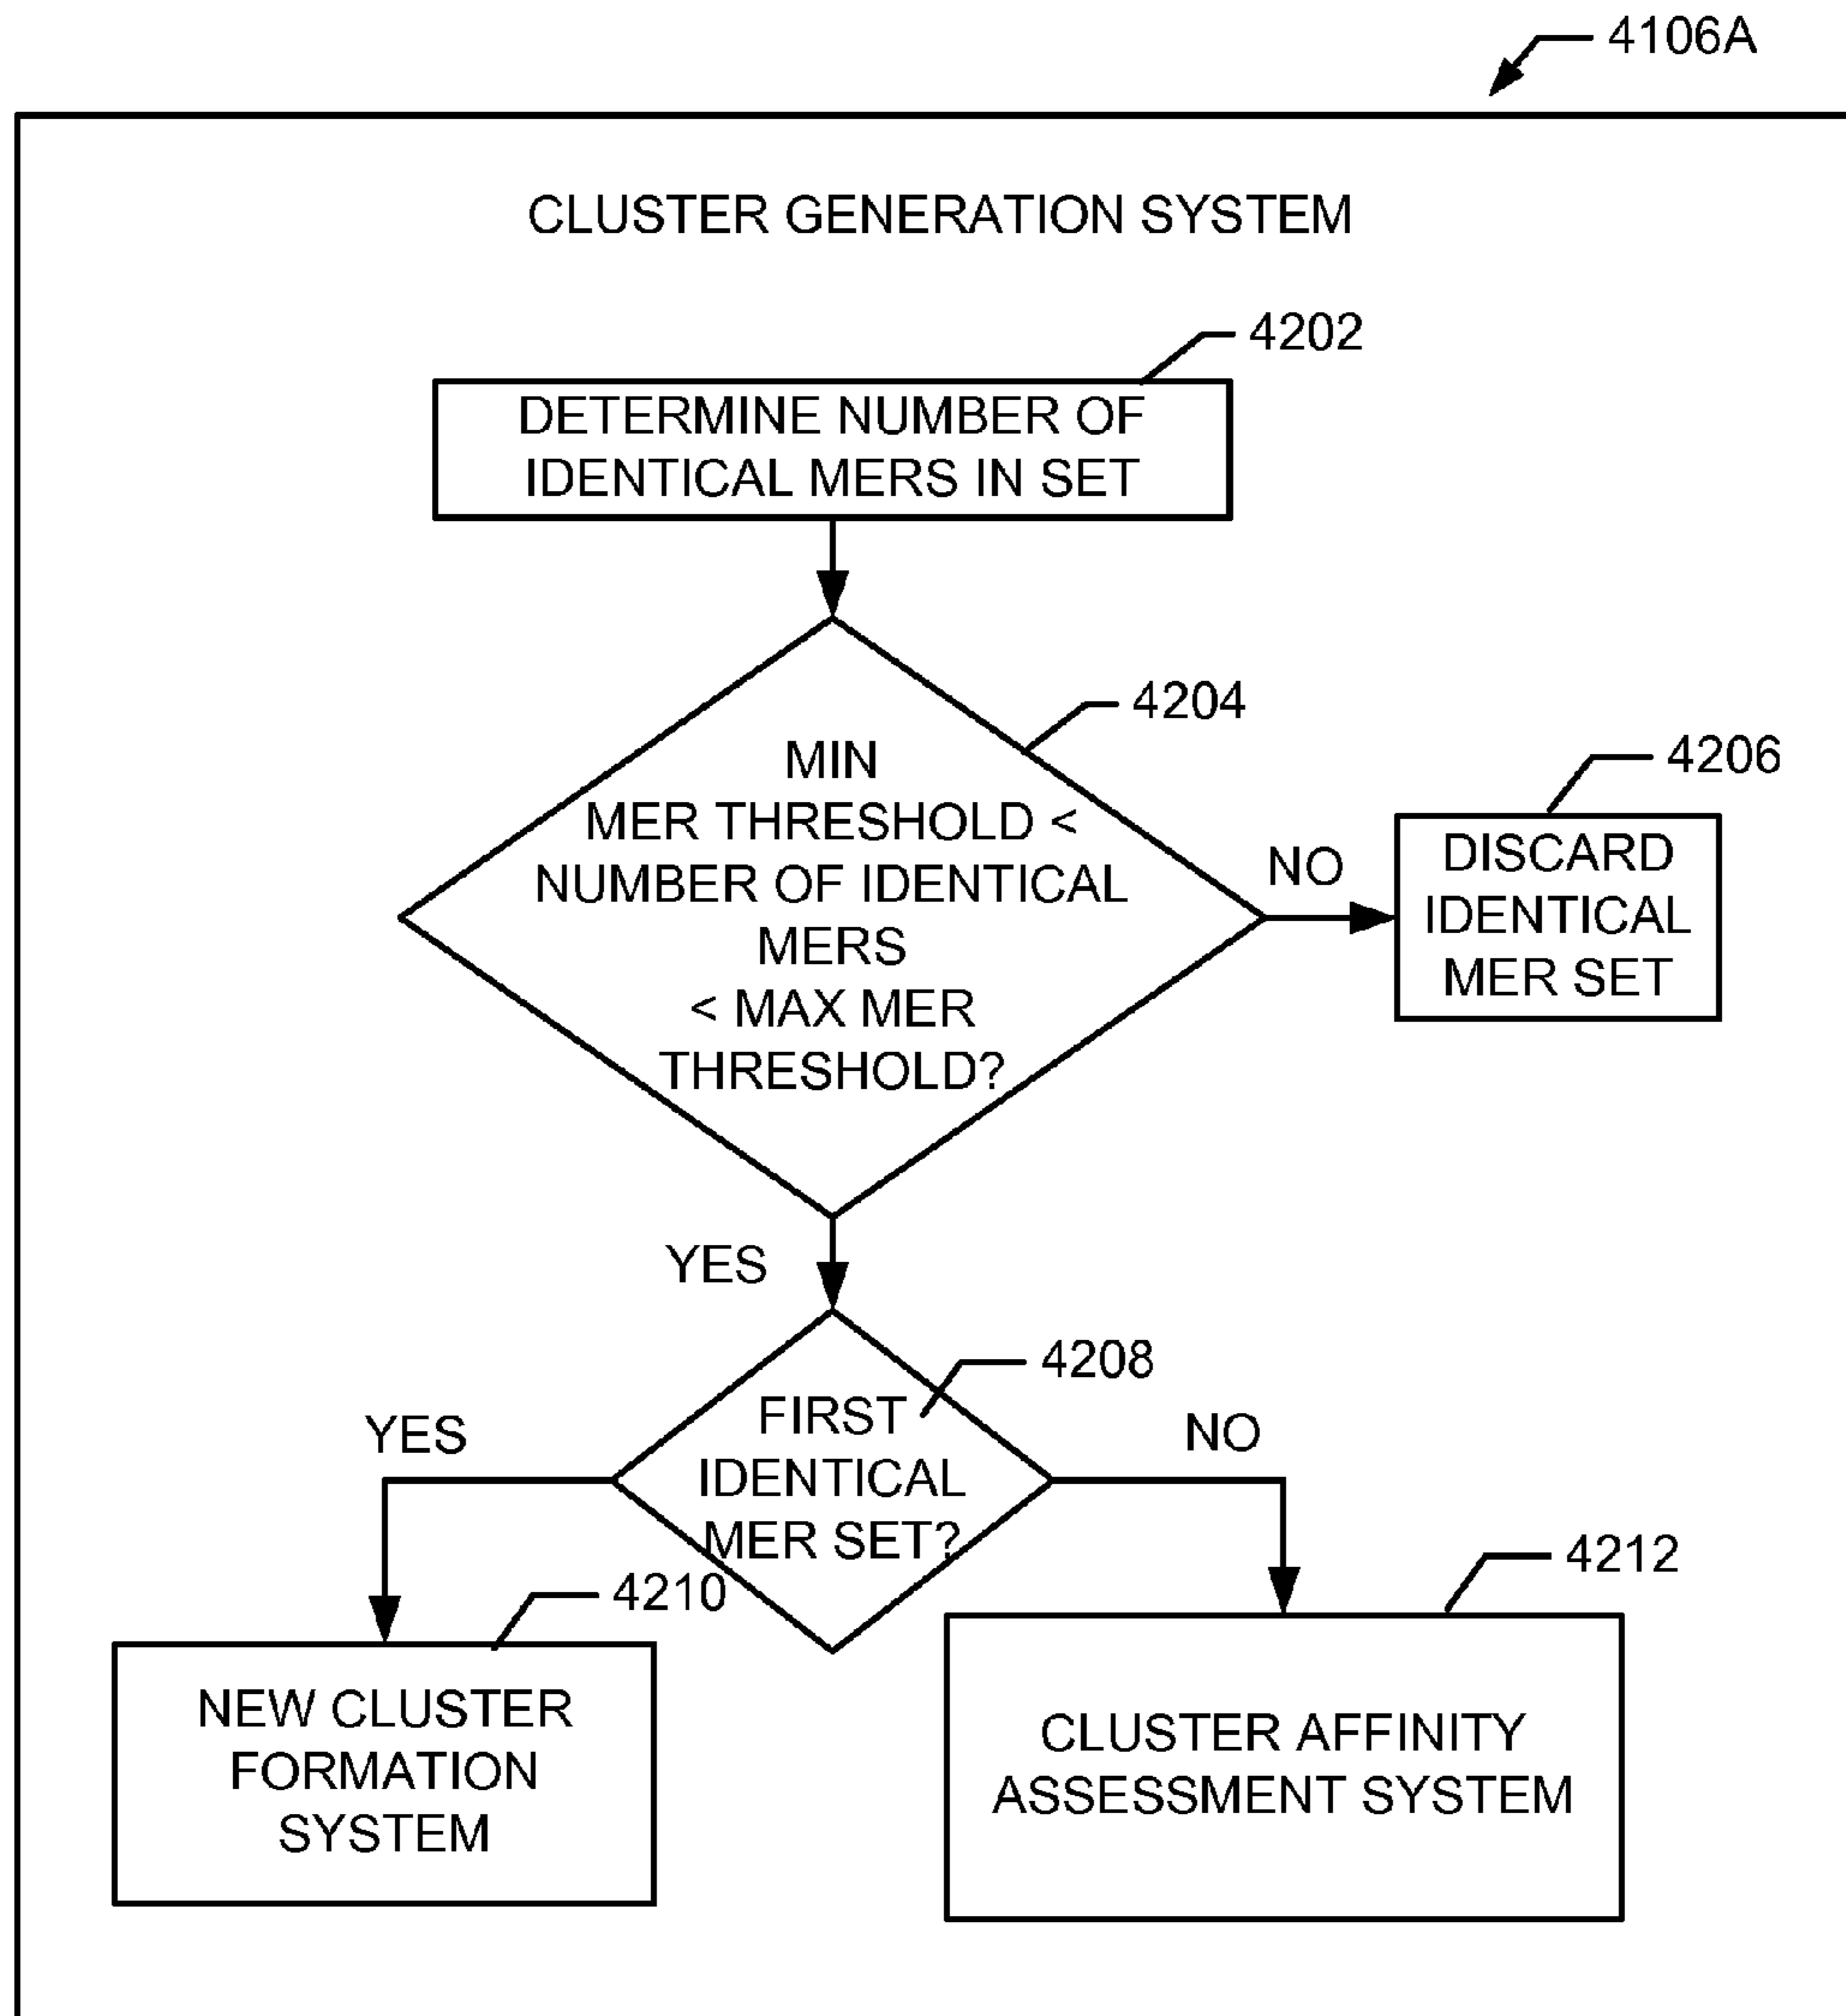 4106A
CLUSTER GENERATION SYSTEM
4202
DETERMINE NUMBER OF
IDENTICAL MERS IN SET
4204
MIN
MER THRESHOLD <
NUMBER OF IDENTICAL
MERS
< MAX MER
THRESHOLD?
NO
4206
DISCARD
IDENTICAL
MER SET
YES
4208
FIRST
IDENTICAL
MER SET?
YES
NO
4210
NEW CLUSTER
FORMATION
SYSTEM
4212
CLUSTER AFFINITY
ASSESSMENT SYSTEM